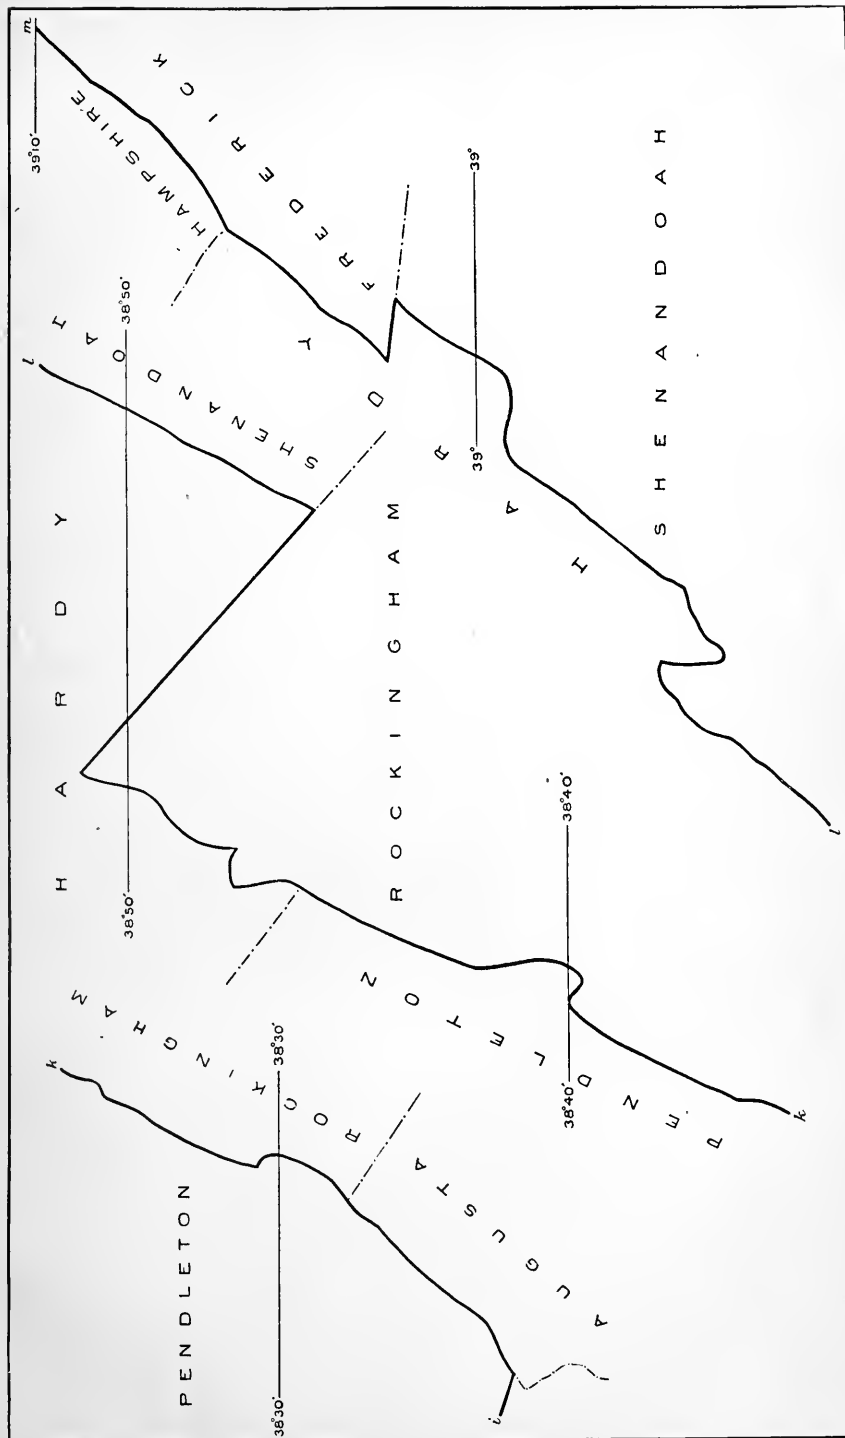 PENDLETON
ROCKINGHAM
AUGUSTA
38°30'
38°30'
i
k
HARDY
ROCKINGHAM
PENDLETON
SHENANDOAH
38°50'
38°50'
38°40'
38°40'
k
l
HARDY
HAMPSHIRE
FREDERICK
SHENANDOAH
39°10'
39°
39°
l
m